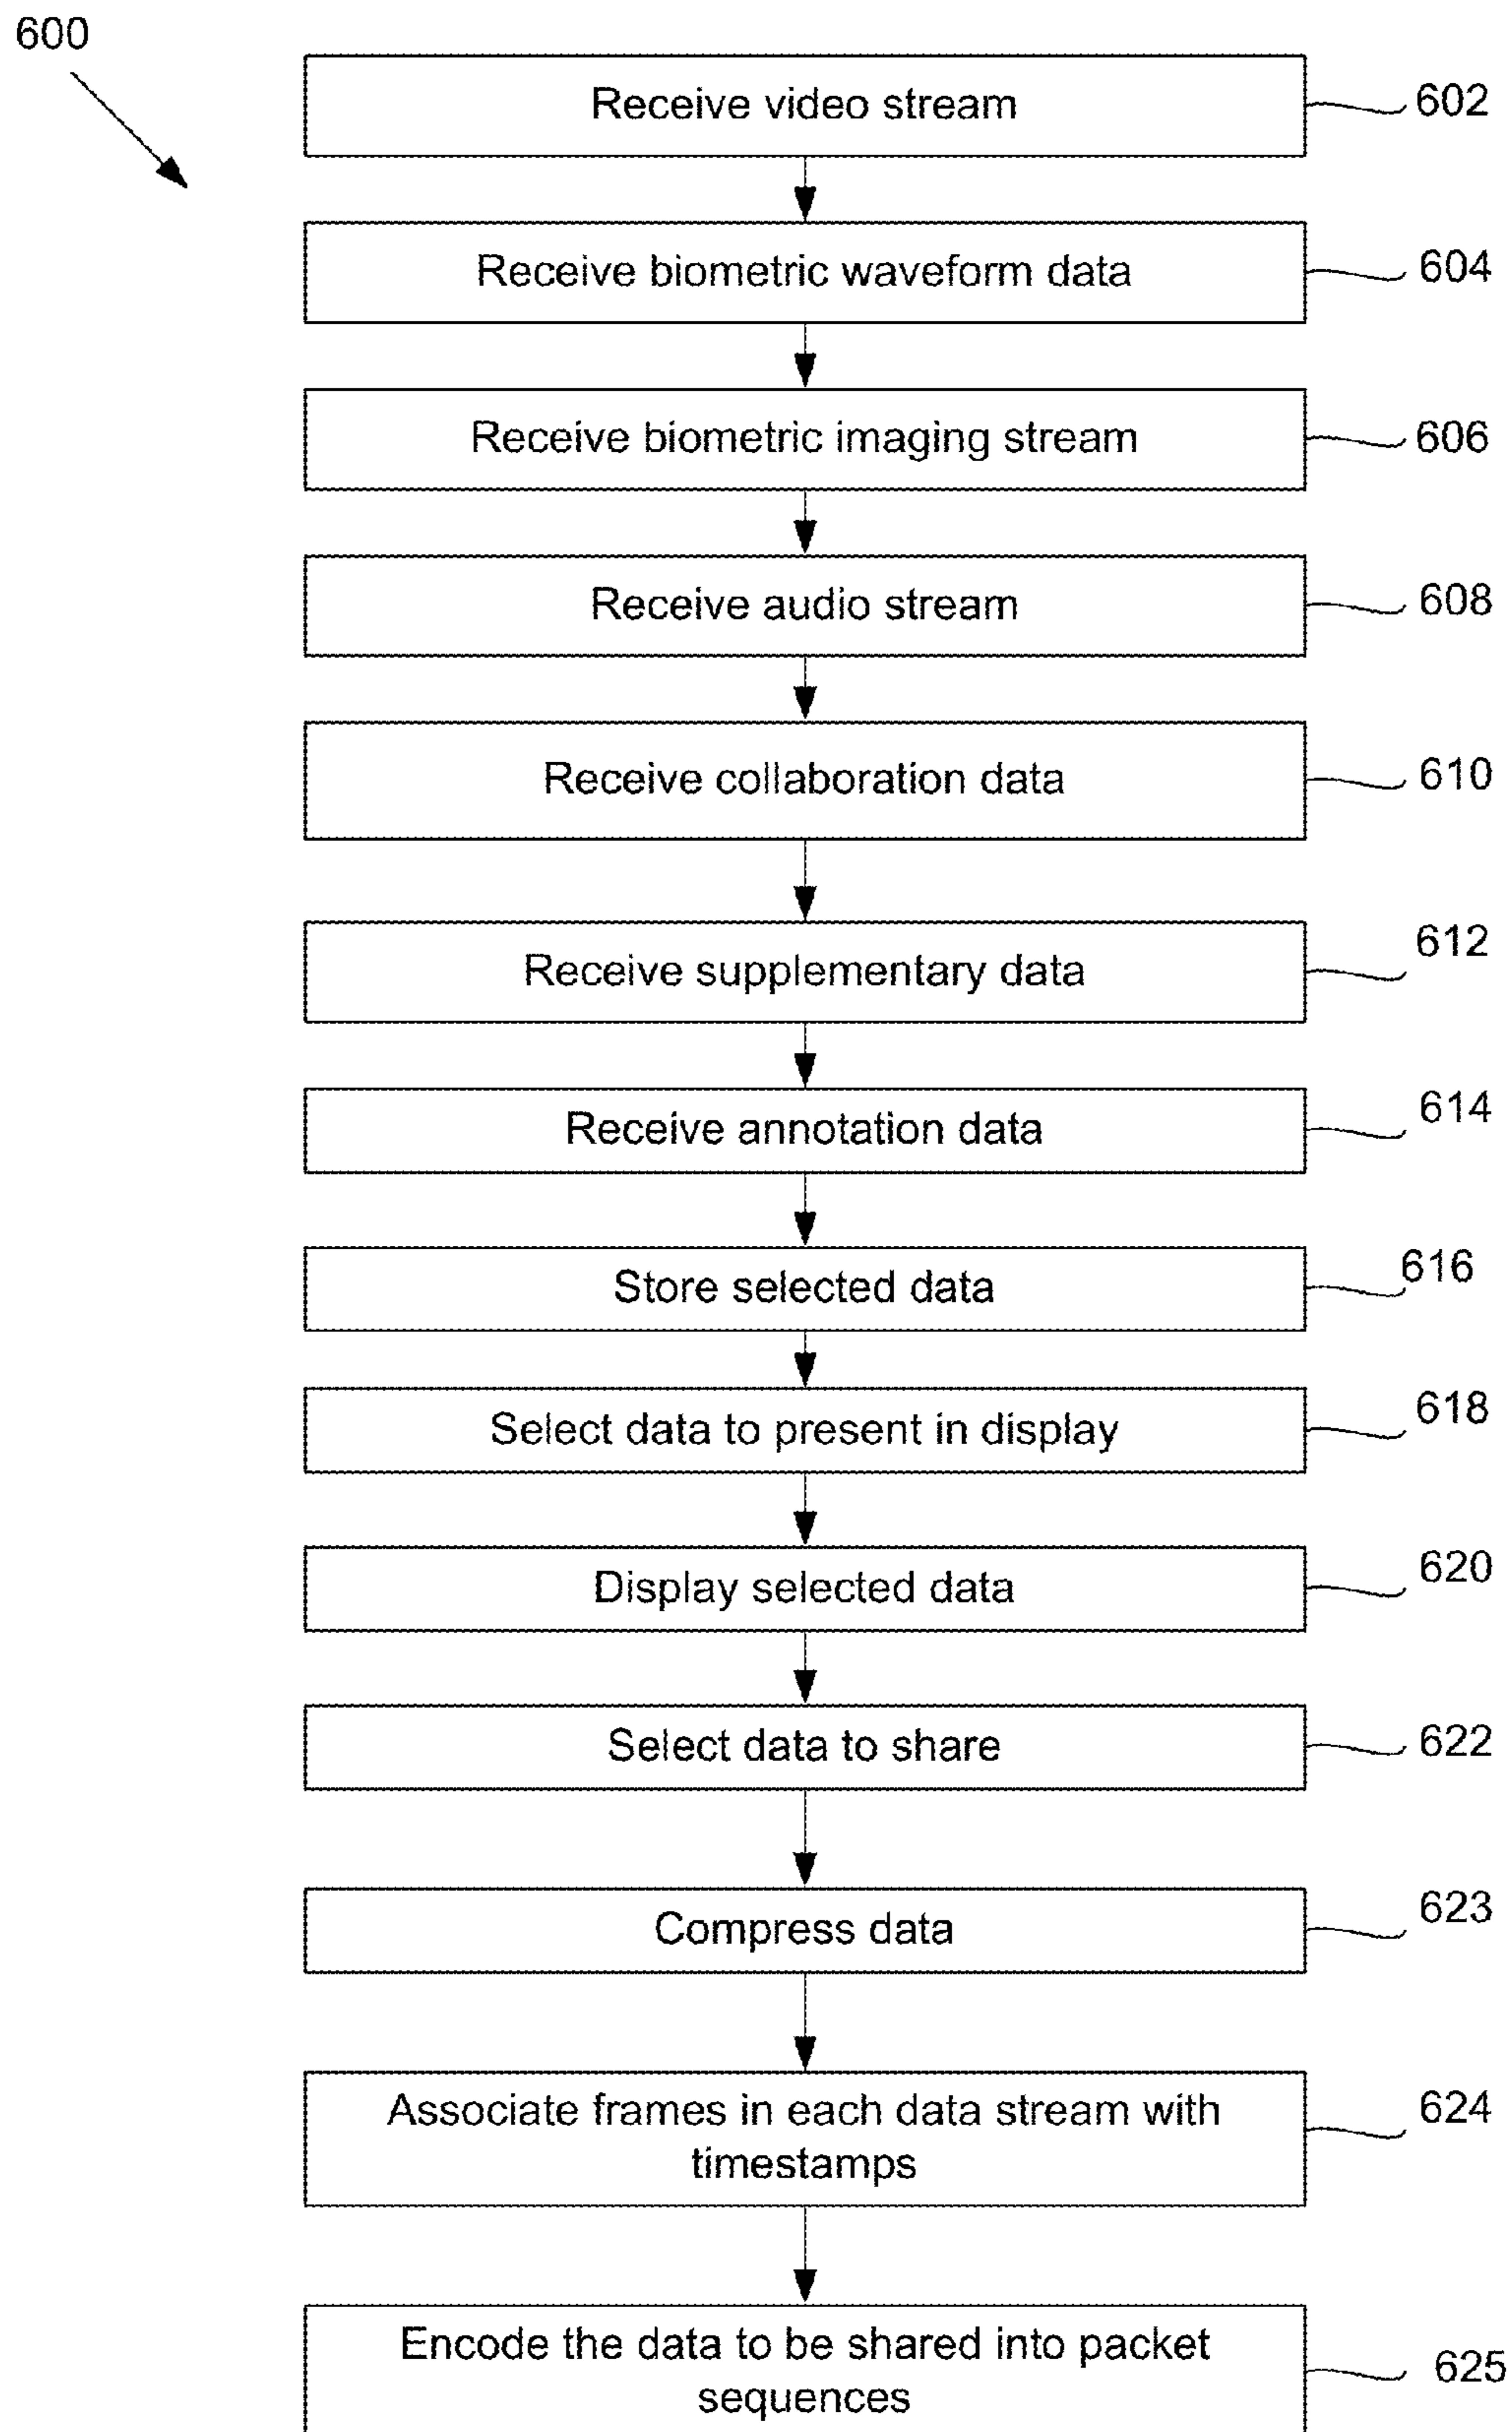 600
Receive video stream
602
Receive biometric waveform data
604
Receive biometric imaging stream
606
Receive audio stream
608
Receive collaboration data
610
Receive supplementary data
612
Receive annotation data
614
Store selected data
616
Select data to present in display
618
Display selected data
620
Select data to share
622
Compress data
623
Associate frames in each data stream with
timestamps
624
Encode the data to be shared into packet
sequences
625